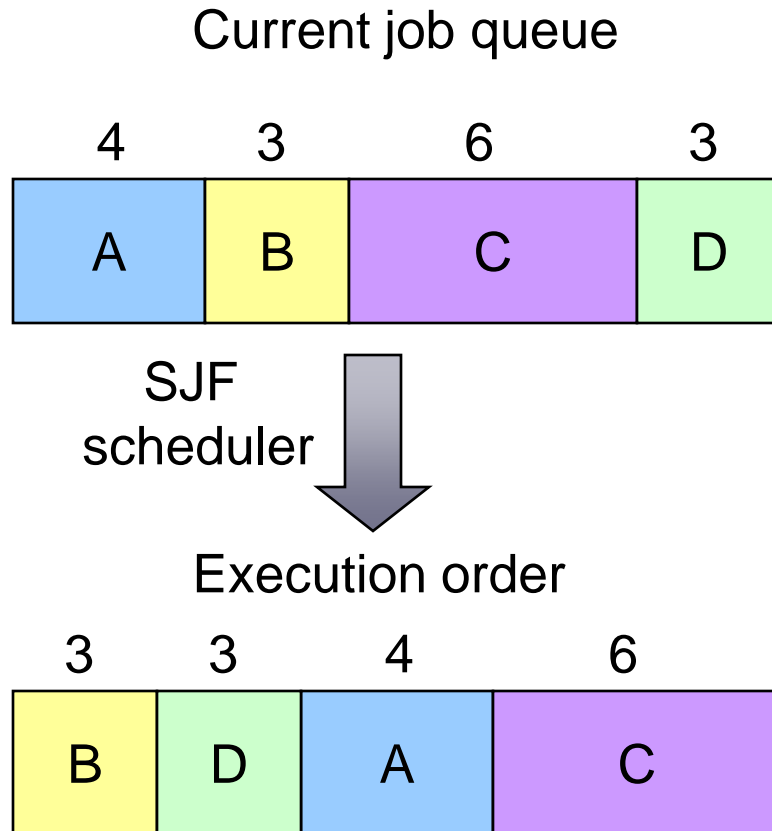 Current job queue
4 3 6 3
A B C D
SJF
scheduler
Execution order
3 3 4 6
B D A C